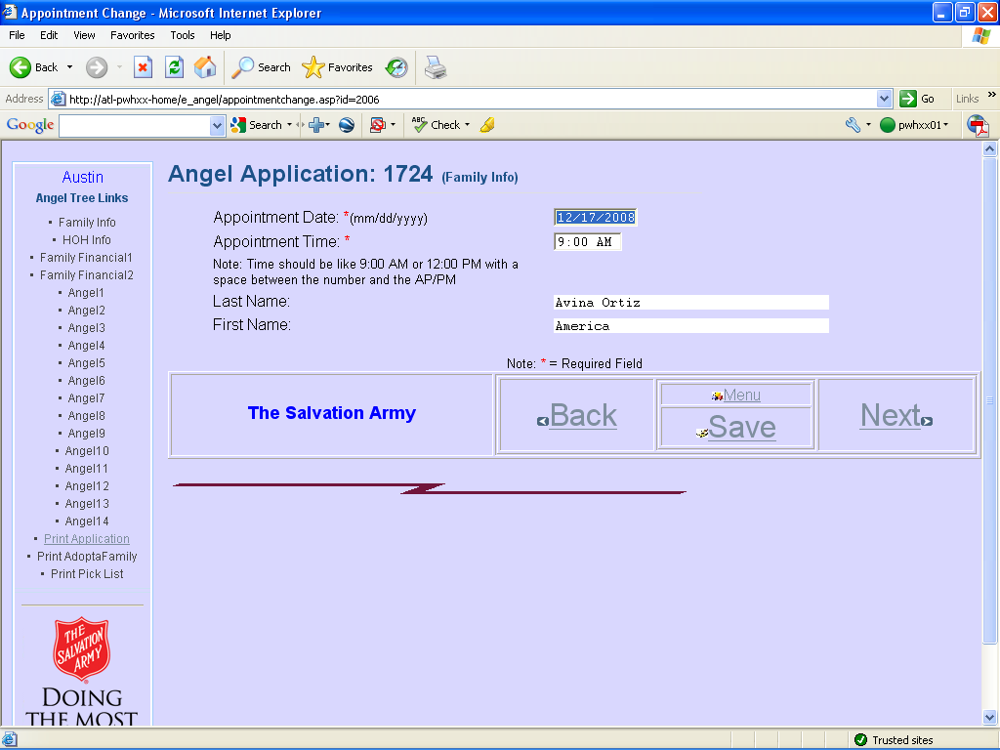 Appointment Change - Microsoft Internet Explorer
File Edit View Favorites Tools Help
Back Search Favorites
Address http://atl-pwhxx-home/e_angel/appointmentchange.asp?id=2006 Go Links »
Google Search Check pwhxx01
Austin
Angel Tree Links
• Family Info
• HOH Info
• Family Financial1
• Family Financial2
• Angel1
• Angel2
• Angel3
• Angel4
• Angel5
• Angel6
• Angel7
• Angel8
• Angel9
• Angel10
• Angel11
• Angel12
• Angel13
• Angel14
• Print Application
• Print AdoptaFamily
• Print Pick List
THE
SALVATION
ARMY
DOING
THE MOST
Angel Application: 1724 (Family Info)
Appointment Date: *(mm/dd/yyyy) 12/17/2008
Appointment Time: * 9:00 AM
Note: Time should be like 9:00 AM or 12:00 PM with a
space between the number and the AP/PM
Last Name: Avina Ortiz
First Name: America
Note: * = Required Field
The Salvation Army
Back
Menu
Save
Next
Trusted sites